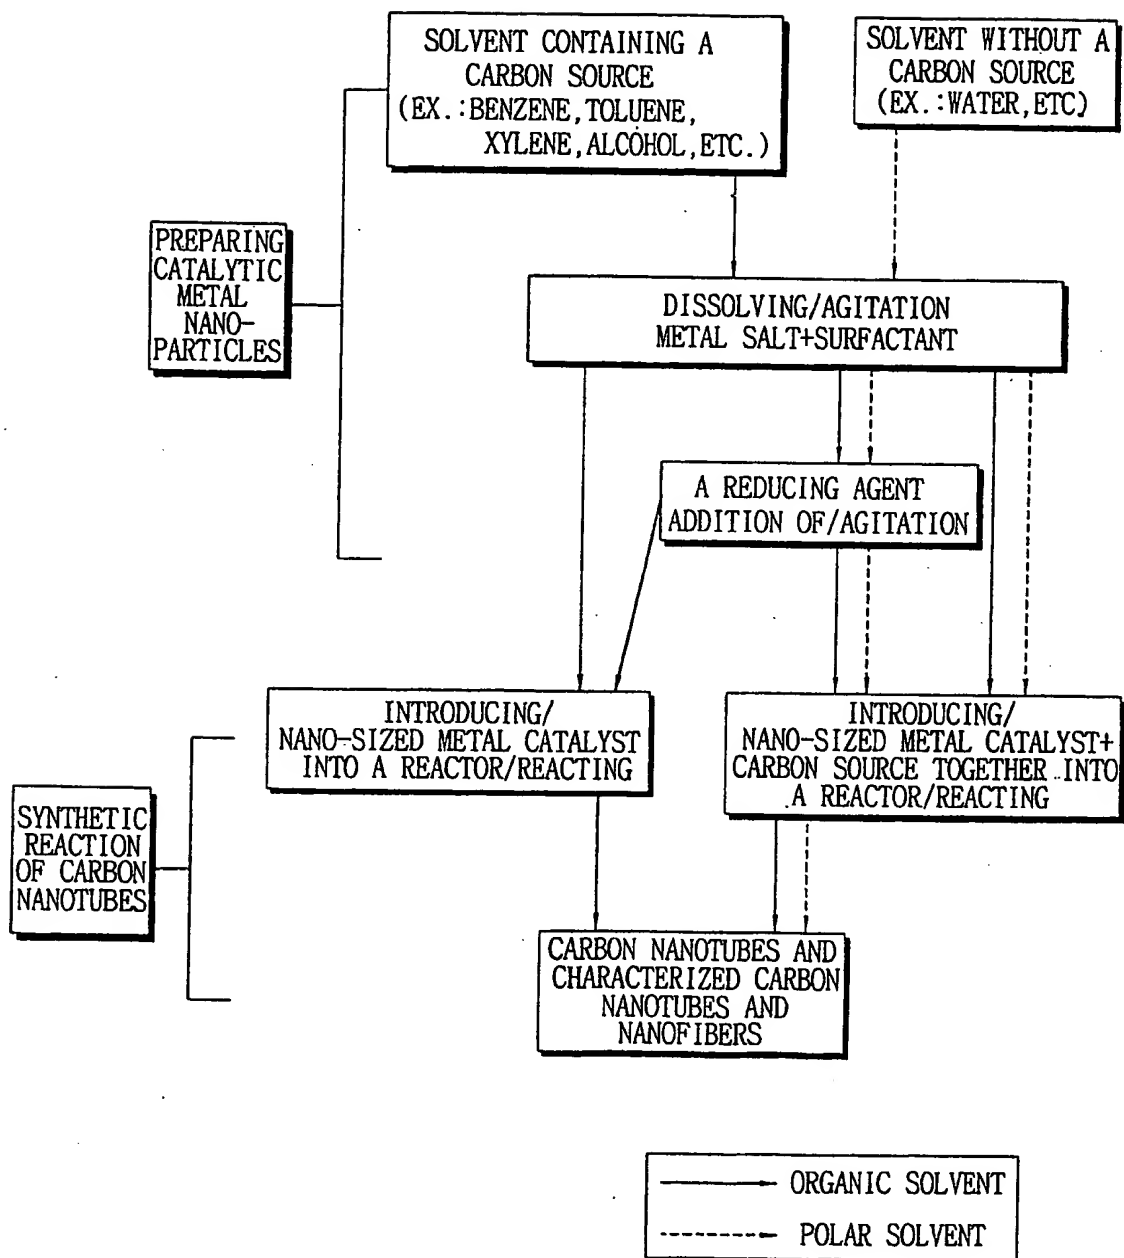 SOLVENT CONTAINING A
CARBON SOURCE
(EX.:BENZENE,TOLUENE,
XYLENE,ALCOHOL,ETC.)
SOLVENT WITHOUT A
CARBON SOURCE
(EX.:WATER,ETC)
PREPARING
CATALYTIC
METAL
NANO-
PARTICLES
DISSOLVING/AGITATION
METAL SALT+SURFACTANT
A REDUCING AGENT
ADDITION OF/AGITATION
INTRODUCING/
NANO-SIZED METAL CATALYST
INTO A REACTOR/REACTING
INTRODUCING/
NANO-SIZED METAL CATALYST+
CARBON SOURCE TOGETHER INTO
A REACTOR/REACTING
SYNTHETIC
REACTION
OF CARBON
NANOTUBES
CARBON NANOTUBES AND
CHARACTERIZED CARBON
NANOTUBES AND
NANOFIBERS
ORGANIC SOLVENT
POLAR SOLVENT